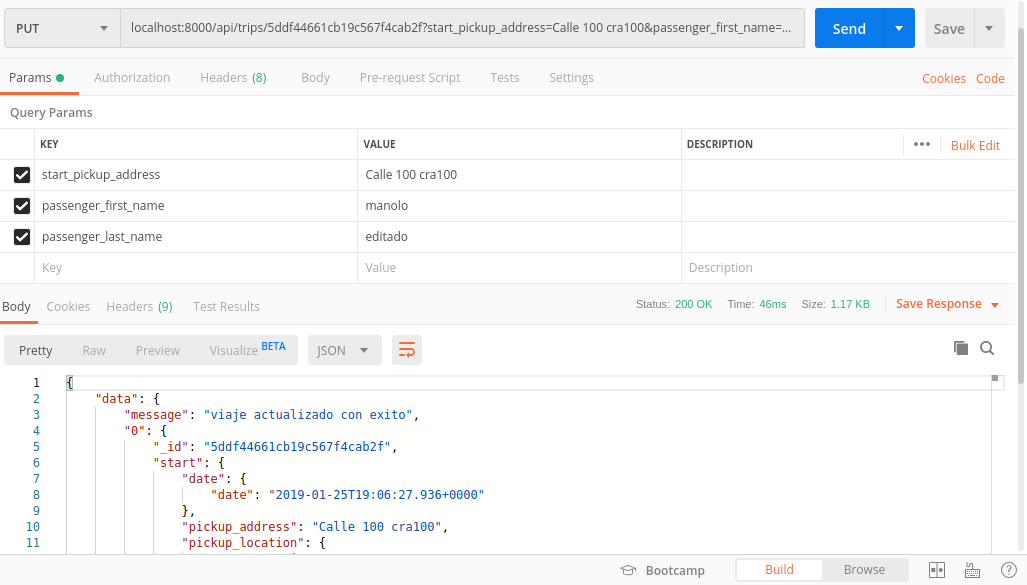 PUT localhost:8000/api/trips/5ddf44661cb19c567f4cab2f?start_pickup_address=Calle 100 cra100&passenger_first_name=... Send Save
Params Authorization Headers (8) Body Pre-request Script Tests Settings Cookies Code
Query Params
KEY VALUE DESCRIPTION ••• Bulk Edit
start_pickup_address Calle 100 cra100
passenger_first_name manolo
passenger_last_name editado
Key Value Description
Body Cookies Headers (9) Test Results Status: 200 OK Time: 46ms Size: 1.17 KB Save Response
Pretty Raw Preview Visualize BETA JSON
1 {
2 "data": {
3 "message": "viaje actualizado con exito",
4 "0": {
5 "_id": "5ddf44661cb19c567f4cab2f",
6 "start": {
7 "date": {
8 "date": "2019-01-25T19:06:27.936+0000"
9 },
10 "pickup_address": "Calle 100 cra100",
11 "pickup_location": {
Bootcamp Build Browse ?